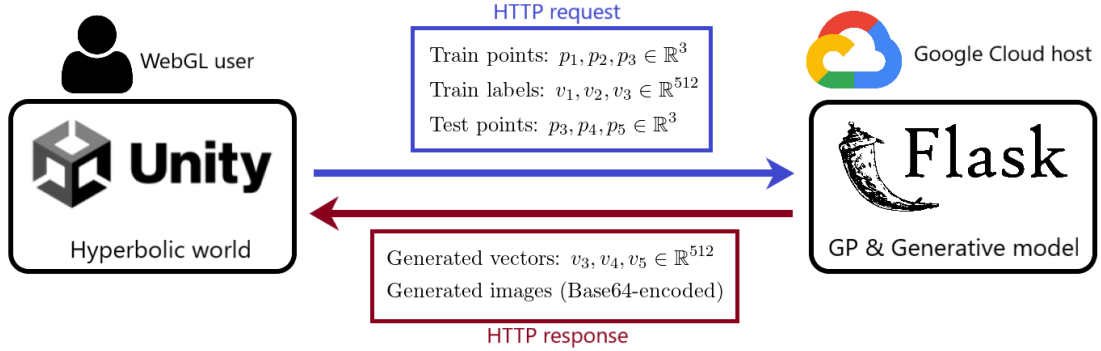 HTTP request
WebGL user
Train points: p₁, p₂, p₃ ∈ ℝ³
Train labels: v₁, v₂, v₃ ∈ ℝ⁵¹²
Test points: p₃, p₄, p₅ ∈ ℝ³
Google Cloud host
Unity
Hyperbolic world
Flask
GP & Generative model
Generated vectors: v₃, v₄, v₅ ∈ ℝ⁵¹²
Generated images (Base64-encoded)
HTTP response